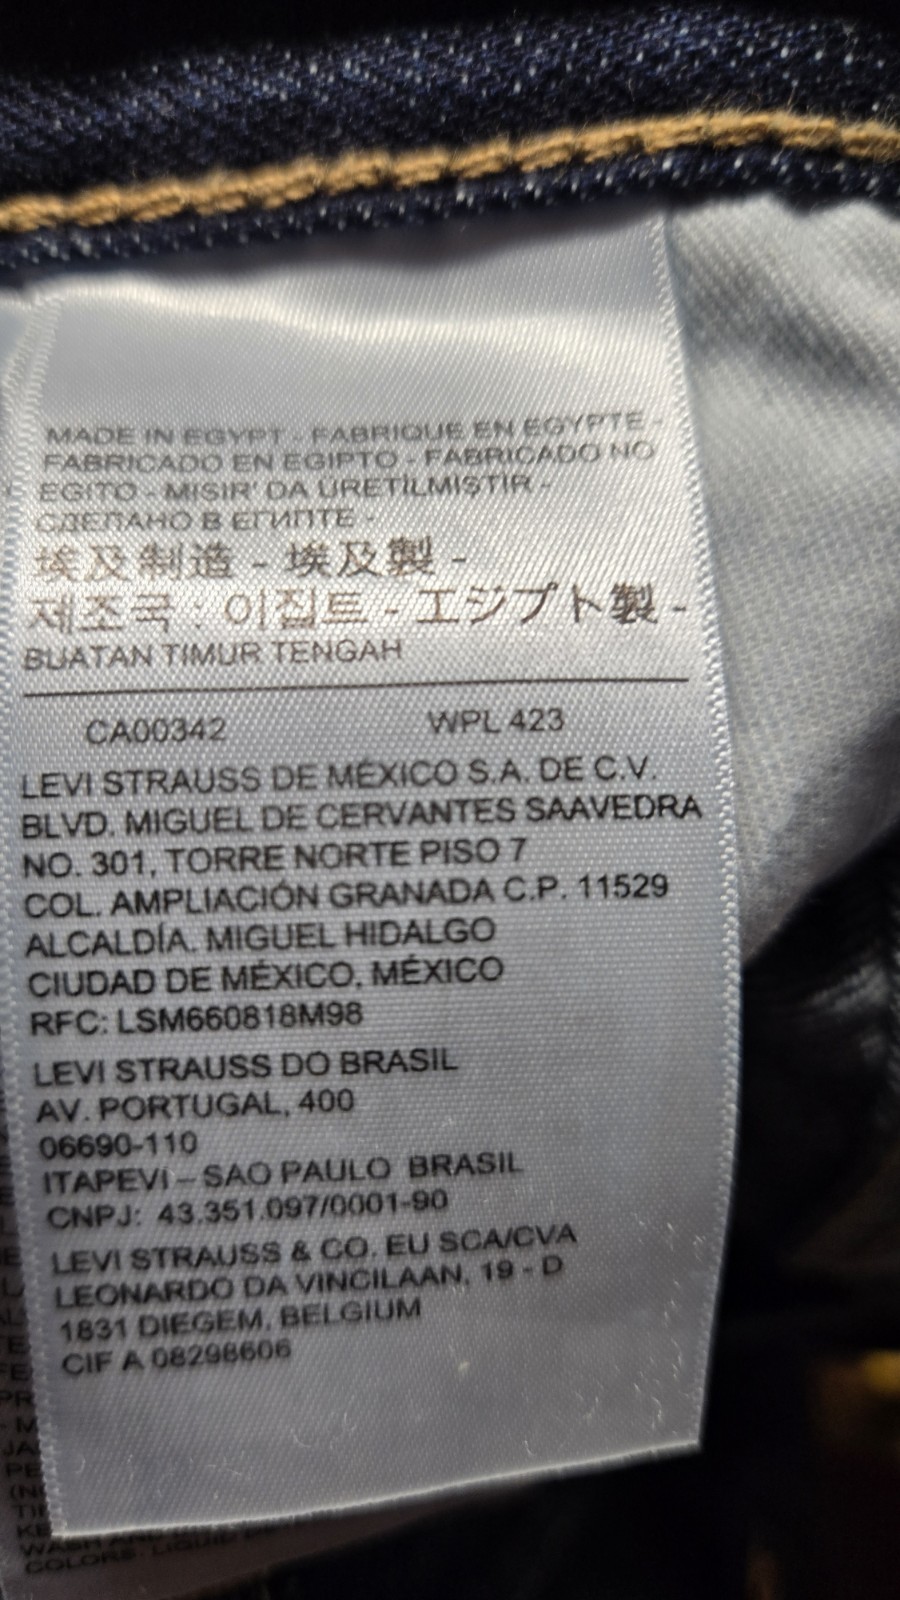 MADE IN EGYPT - FABRIQUE EN EGYPTE -
FABRICADO EN EGIPTO - FABRICADO NO
EGITO - MISIR' DA ÜRETİLMİŞTİR -
СДЕЛАНО В ЕГИПТЕ -
埃及制造 - 埃及製 -
제조국 : 이집트 - エジプト製 -
BUATAN TIMUR TENGAH
CA00342 WPL 423
LEVI STRAUSS DE MÉXICO S.A. DE C.V.
BLVD. MIGUEL DE CERVANTES SAAVEDRA
NO. 301, TORRE NORTE PISO 7
COL. AMPLIACIÓN GRANADA C.P. 11529
ALCALDÍA. MIGUEL HIDALGO
CIUDAD DE MÉXICO, MÉXICO
RFC: LSM660818M98
LEVI STRAUSS DO BRASIL
AV. PORTUGAL, 400
06690-110
ITAPEVI – SAO PAULO BRASIL
CNPJ: 43.351.097/0001-90
LEVI STRAUSS & CO. EU SCA/CVA
LEONARDO DA VINCILAAN, 19 - D
1831 DIEGEM, BELGIUM
CIF A 08298606
COLORS. LIQUID